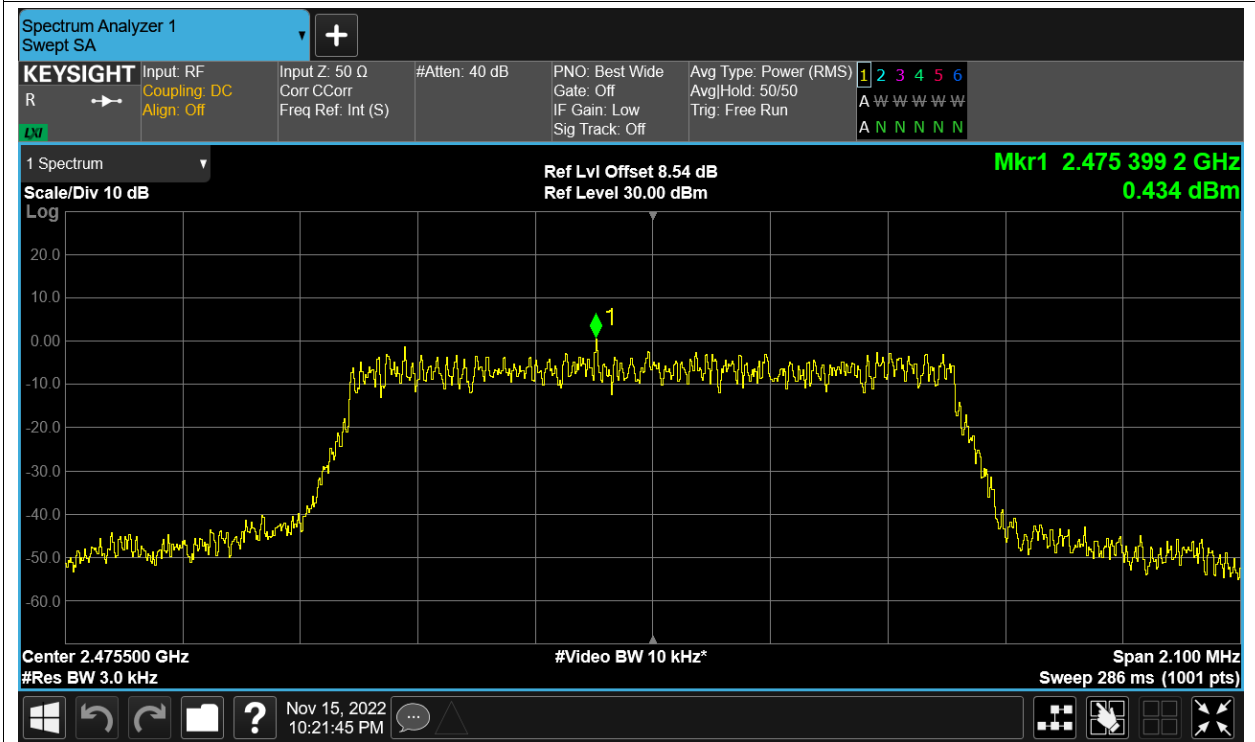 Spectrum Analyzer 1
Swept SA
+
KEYSIGHT
R
LXI
Input: RF
Coupling: DC
Align: Off
Input Z: 50 Ω
Corr CCorr
Freq Ref: Int (S)
#Atten: 40 dB
PNO: Best Wide
Gate: Off
IF Gain: Low
Sig Track: Off
Avg Type: Power (RMS)
Avg|Hold: 50/50
Trig: Free Run
1 2 3 4 5 6
A W W W W W
A N N N N N
1 Spectrum
Scale/Div 10 dB
Log
Ref Lvl Offset 8.54 dB
Ref Level 30.00 dBm
Mkr1 2.475 399 2 GHz
0.434 dBm
20.0
10.0
0.00
-10.0
-20.0
-30.0
-40.0
-50.0
-60.0
1
Center 2.475500 GHz
#Res BW 3.0 kHz
#Video BW 10 kHz*
Span 2.100 MHz
Sweep 286 ms (1001 pts)
?
Nov 15, 2022
10:21:45 PM